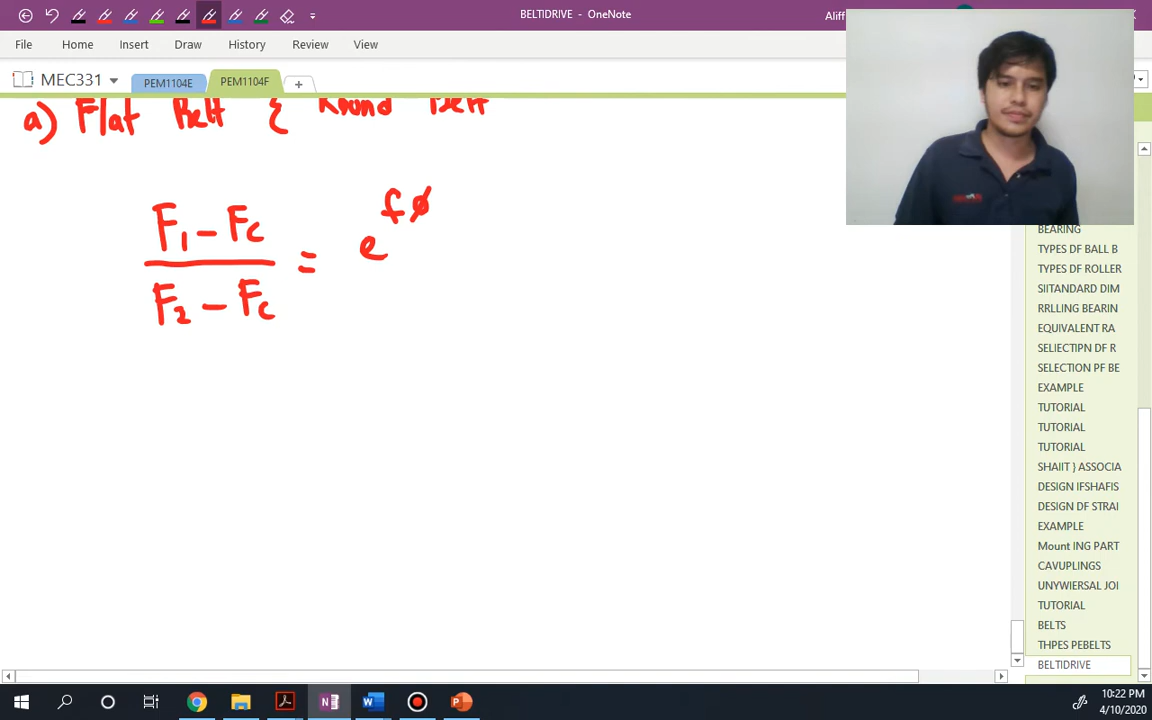 BELTIDRIVE - OneNote
Aliff
File Home Insert Draw History Review View
MEC331
PEM1104E
PEM1104F
a) Flat Belt { Round Belt
F1 - Fc
F2 - Fc
= e^fø
BEARING
TYPES DF BALL B
TYPES DF ROLLER
SIITANDARD DIM
RRLLING BEARIN
EQUIVALENT RA
SELIECTIPN DF R
SELECTION PF BE
EXAMPLE
TUTORIAL
TUTORIAL
TUTORIAL
SHAIIT } ASSOCIA
DESIGN IFSHAFIS
DESIGN DF STRAI
EXAMPLE
Mount ING PART
CAVUPLINGS
UNYWIERSAL JOI
TUTORIAL
BELTS
THPES PEBELTS
BELTIDRIVE
10:22 PM
4/10/2020